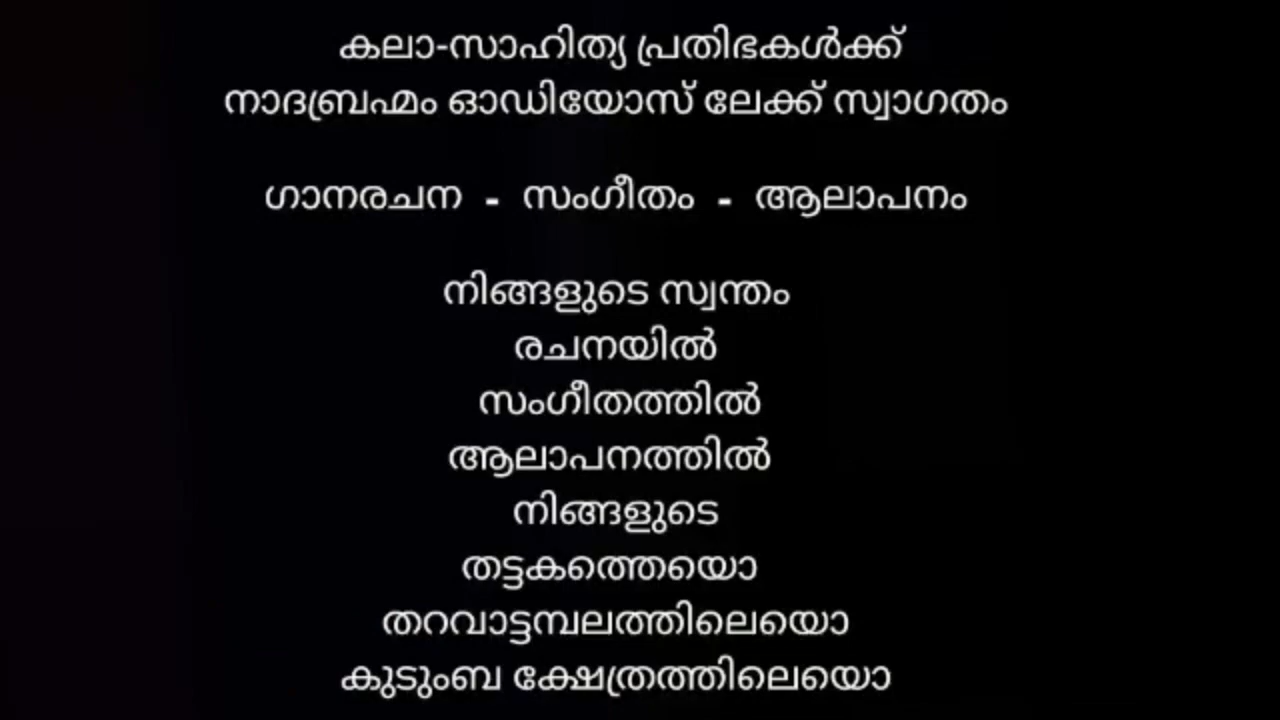 കലാ-സാഹിത്യ പ്രതിഭകൾക്ക്
നാദബ്രഹ്മം ഓഡിയോസ് ലേക്ക് സ്വാഗതം
ഗാനരചന - സംഗീതം - ആലാപനം
നിങ്ങളുടെ സ്വന്തം
രചനയിൽ
സംഗീതത്തിൽ
ആലാപനത്തിൽ
നിങ്ങളുടെ
തട്ടകത്തെയൊ
തറവാട്ടമ്പലത്തിലെയൊ
കുടുംബ ക്ഷേത്രത്തിലെയൊ